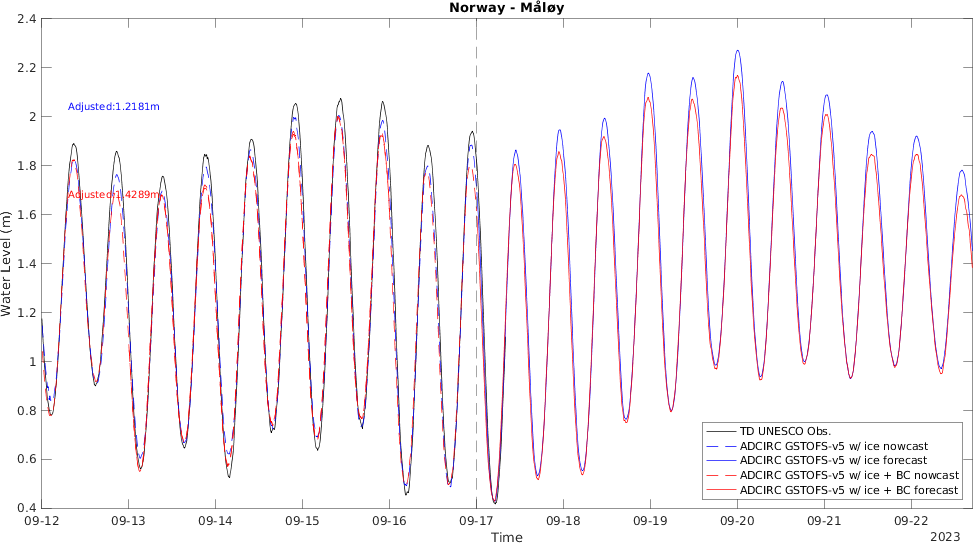 Norway - Måløy
2.4
2.2
2
1.8
1.6
1.4
1.2
1
0.8
0.6
0.4
Water Level (m)
Adjusted:1.2181m
Adjusted:1.4289m
TD UNESCO Obs.
ADCIRC GSTOFS-v5 w/ ice nowcast
ADCIRC GSTOFS-v5 w/ ice forecast
ADCIRC GSTOFS-v5 w/ ice + BC nowcast
ADCIRC GSTOFS-v5 w/ ice + BC forecast
09-12 09-13 09-14 09-15 09-16 09-17 09-18 09-19 09-20 09-21 09-22
Time
2023